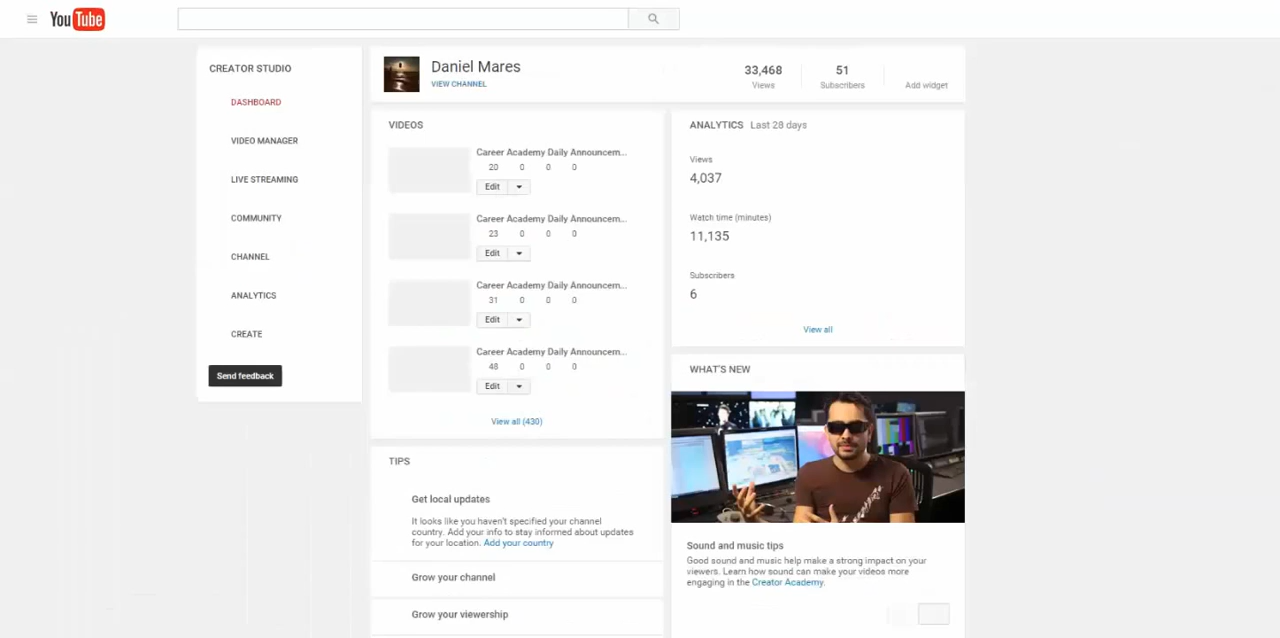 YouTube
CREATOR STUDIO
DASHBOARD
VIDEO MANAGER
LIVE STREAMING
COMMUNITY
CHANNEL
ANALYTICS
CREATE
Send feedback
Daniel Mares
VIEW CHANNEL
33,468
Views
51
Subscribers
Add widget
VIDEOS
Career Academy Daily Announcem...
20 0 0 0
Edit
Career Academy Daily Announcem...
23 0 0 0
Edit
Career Academy Daily Announcem...
31 0 0 0
Edit
Career Academy Daily Announcem...
46 0 0 0
Edit
View all (430)
TIPS
Get local updates
It looks like you haven't specified your channel
country. Add your info to stay informed about updates
for your location. Add your country
Grow your channel
Grow your viewership
ANALYTICS Last 28 days
Views
4,037
Watch time (minutes)
11,135
Subscribers
6
View all
WHAT'S NEW
Sound and music tips
Good sound and music help make a strong impact on your
viewers. Learn how sound can make your videos more
engaging in the Creator Academy.